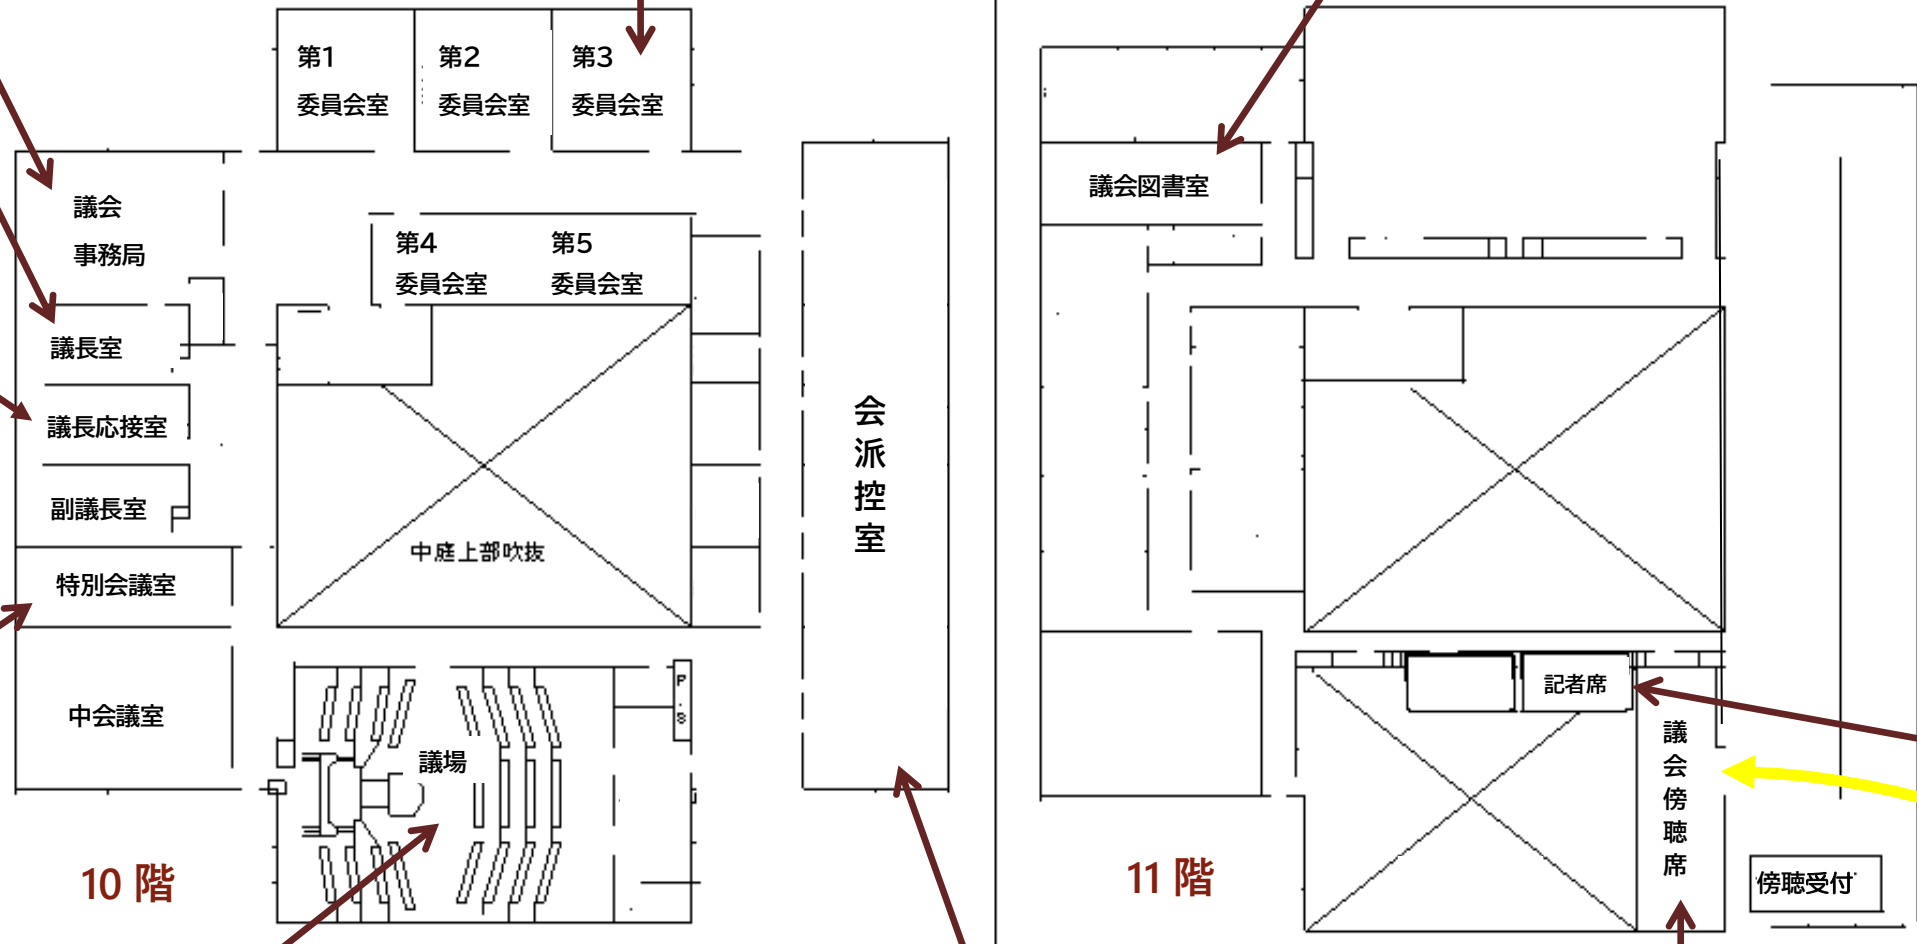 第1
委員会室
第2
委員会室
第3
委員会室
議会
事務局
第4
委員会室
第5
委員会室
議長室
議長応接室
副議長室
特別会議室
中会議室
中庭上部吹抜
会派控室
議場
P.S
10 階
議会図書室
記者席
議会傍聴席
傍聴受付
11 階